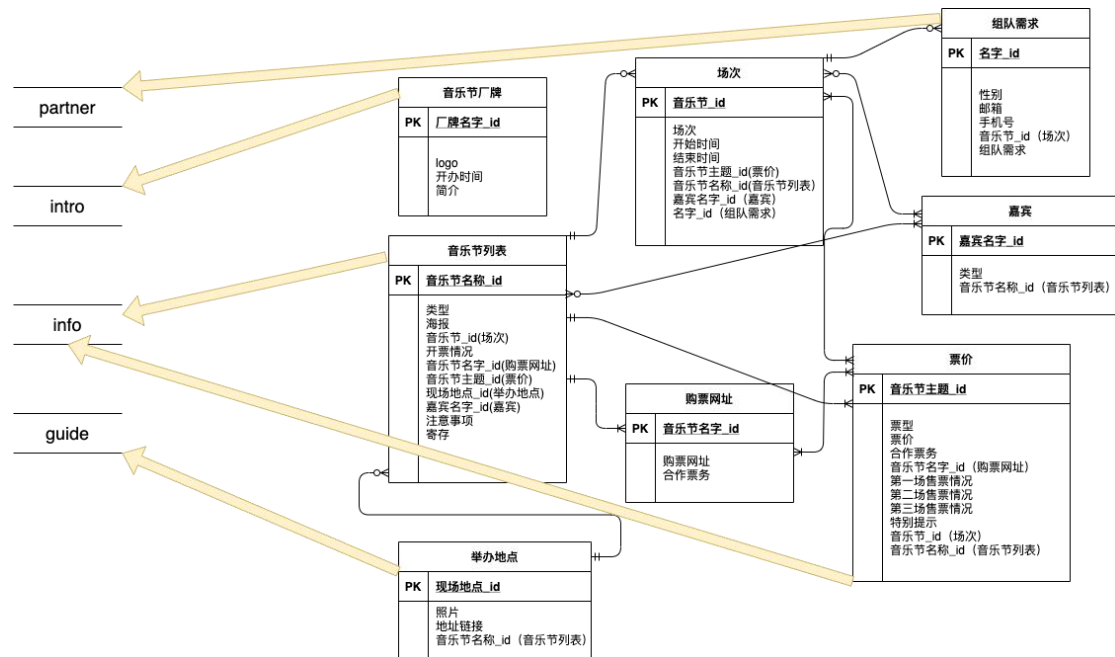 partner
intro
info
guide
音乐节厂牌
PK 厂牌名字_id
logo
开办时间
简介
音乐节列表
PK 音乐节名称_id
类型
海报
音乐节_id(场次)
开票情况
音乐节名字_id(购票网址)
音乐节主题_id(票价)
现场地点_id(举办地点)
嘉宾名字_id(嘉宾)
注意事项
寄存
举办地点
PK 现场地点_id
照片
地址链接
音乐节名称_id（音乐节列表）
场次
音乐节_id
场次
开始时间
结束时间
音乐节主题_id(票价)
音乐节名称_id(音乐节列表）
嘉宾名字_id（嘉宾）
名字_id（组队需求）
购票网址
PK 音乐节名字_id
购票网址
合作票务
组队需求
PK 名字_id
性别
邮箱
手机号
音乐节_id（场次）
组队需求
嘉宾
PK 嘉宾名字_id
类型
音乐节名称_id（音乐节列表）
票价
PK 音乐节主题_id
票型
票价
合作票务
音乐节名字_id（购票网址）
第一场售票情况
第二场售票情况
第三场售票情况
特别提示
音乐节_id（场次）
音乐节名称_id（音乐节列表）